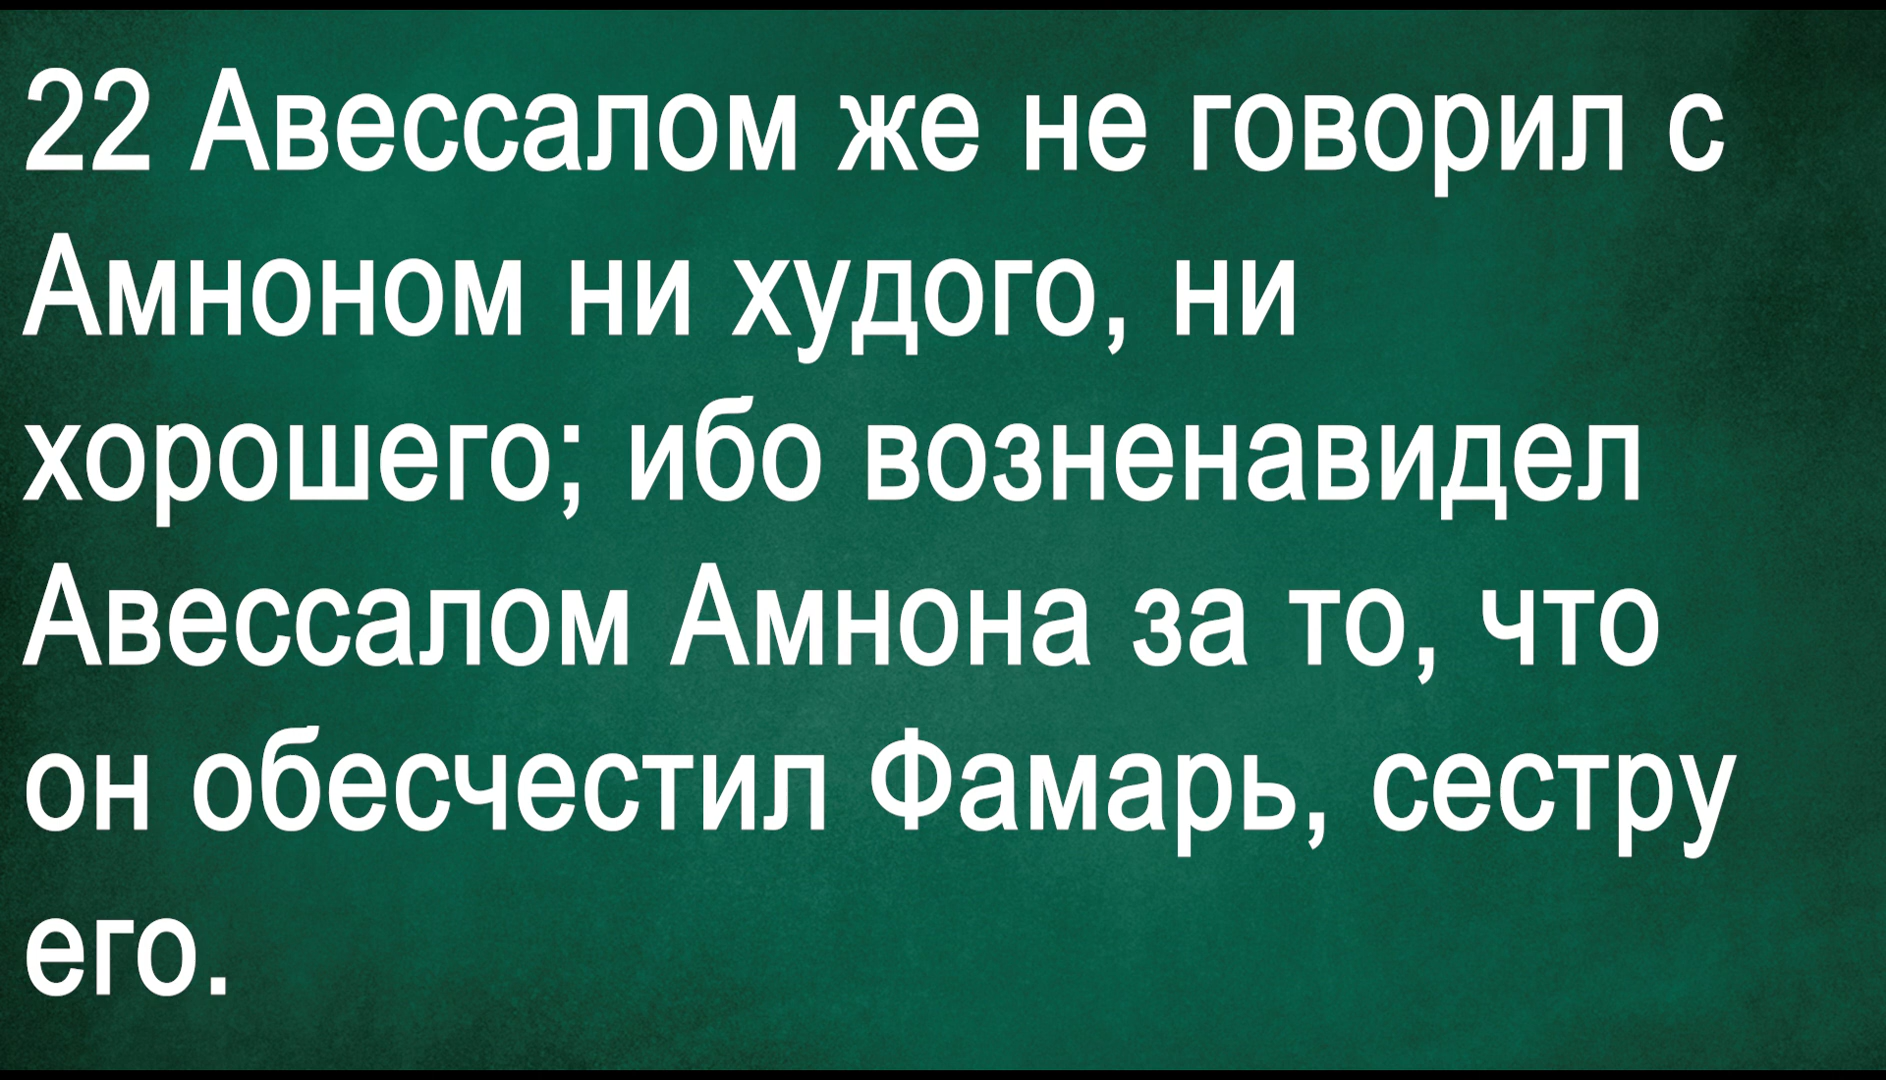 22 Авессалом же не говорил с
Амноном ни худого, ни
хорошего; ибо возненавидел
Авессалом Амнона за то, что
он обесчестил Фамарь, сестру
его.